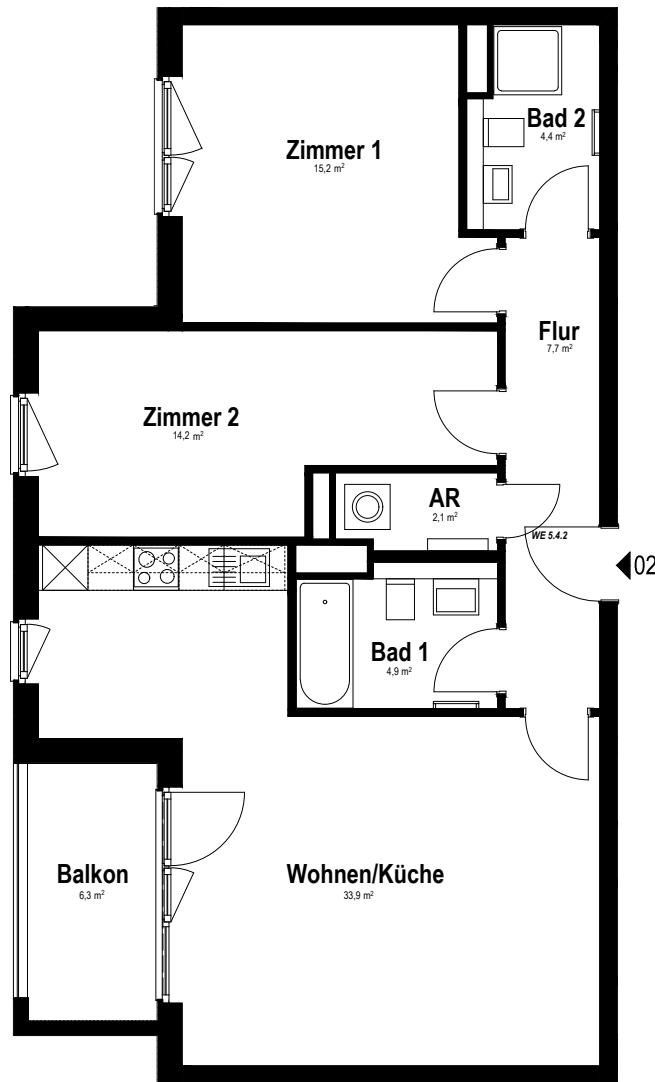 Bad 2
4,4 m²
Zimmer 1
15,2 m²
Flur
7,7 m²
Zimmer 2
14,2 m²
AR
2,1 m²
WE 5.4.2
02
Bad 1
4,9 m²
Balkon
6,3 m²
Wohnen/Küche
33,9 m²